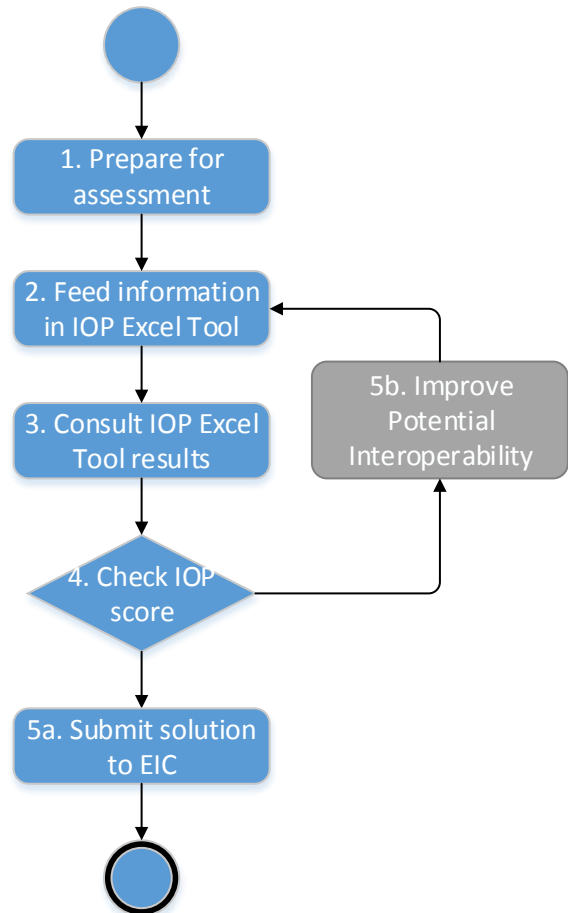 1. Prepare for
assessment
2. Feed information
in IOP Excel Tool
3. Consult IOP Excel
Tool results
5b. Improve
Potential
Interoperability
4. Check IOP
score
5a. Submit solution
to EIC